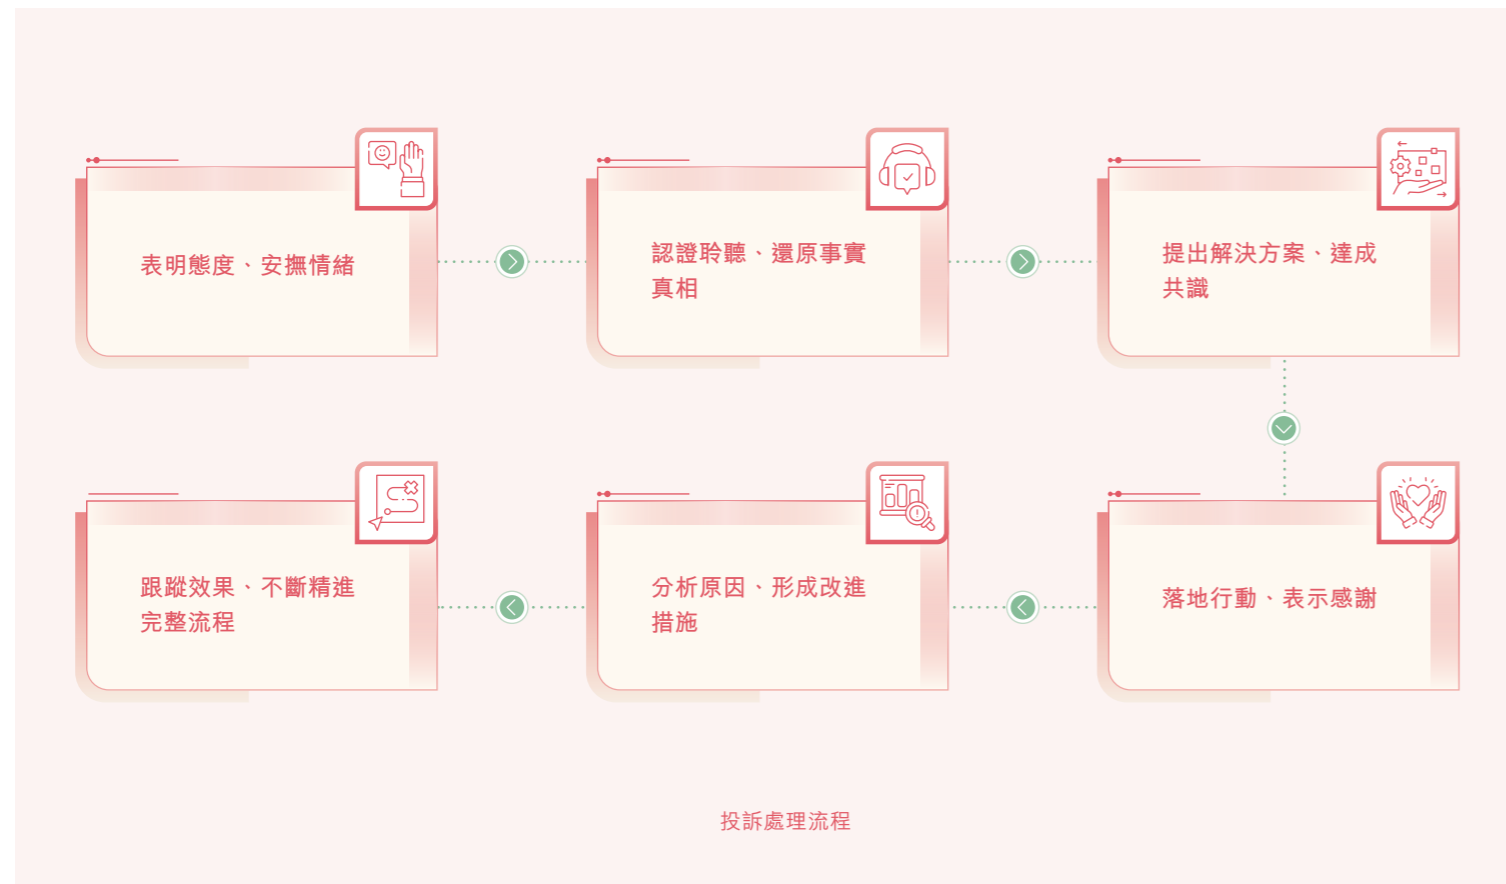 表明態度、安撫情緒
認證聆聽、還原事實
真相
提出解決方案、達成
共識
落地行動、表示感謝
分析原因、形成改進
措施
跟蹤效果、不斷精進
完整流程
投訴處理流程